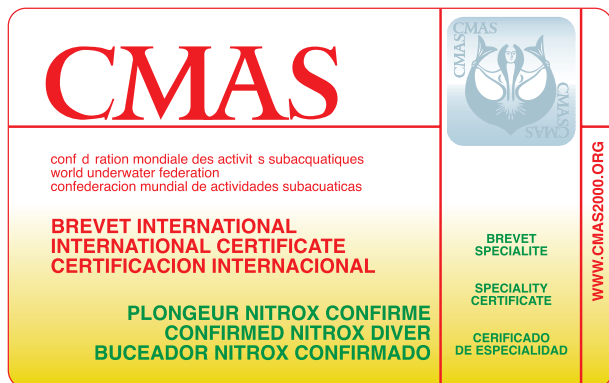 CMAS
conf d ration mondiale des activit s subacquatiques
world underwater federation
confederacion mundial de actividades subacuaticas
BREVET INTERNATIONAL
INTERNATIONAL CERTIFICATE
CERTIFICACION INTERNACIONAL
PLONGEUR NITROX CONFIRME
CONFIRMED NITROX DIVER
BUCEADOR NITROX CONFIRMADO
CMAS
CMAS
CMAS
CMAS
BREVET
SPECIALITE
SPECIALITY
CERTIFICATE
CERIFICADO
DE ESPECIALIDAD
WWW.CMAS2000.ORG